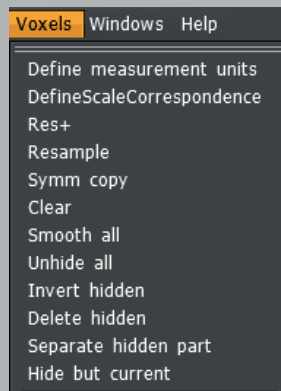 Voxels Windows Help
Define measurement units
DefineScaleCorrespondence
Res+
Resample
Symm copy
Clear
Smooth all
Unhide all
Invert hidden
Delete hidden
Separate hidden part
Hide but current